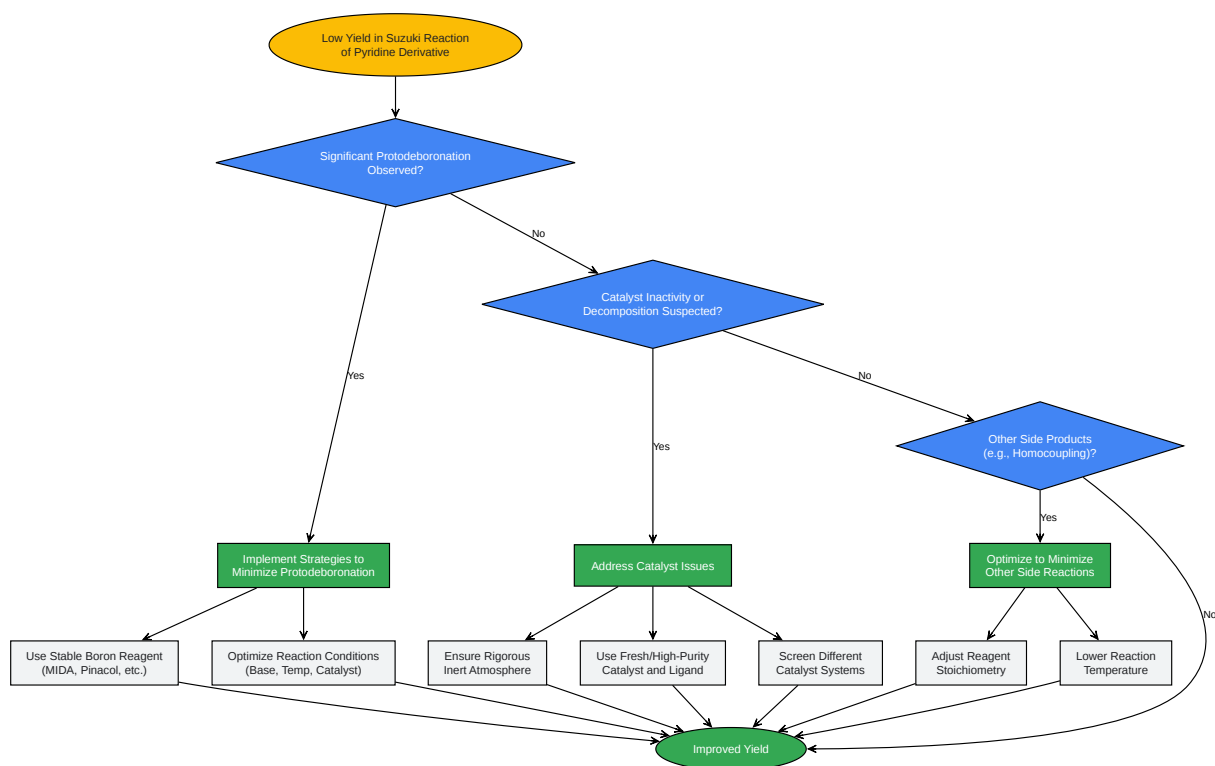 Low Yield in Suzuki Reaction
of Pyridine Derivative
Significant Protodeboronation
Observed?
No
Catalyst Inactivity or
Decomposition Suspected?
Yes
No
Other Side Products
(e.g., Homocoupling)?
Yes
Yes
No
Implement Strategies to
Minimize Protodeboronation
Address Catalyst Issues
Optimize to Minimize
Other Side Reactions
Use Stable Boron Reagent
(MIDA, Pinacol, etc.)
Optimize Reaction Conditions
(Base, Temp, Catalyst)
Ensure Rigorous
Inert Atmosphere
Use Fresh/High-Purity
Catalyst and Ligand
Screen Different
Catalyst Systems
Adjust Reagent
Stoichiometry
Lower Reaction
Temperature
Improved Yield